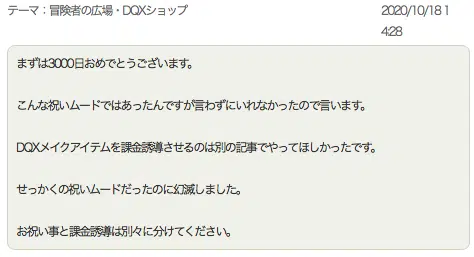 テーマ：冒険者の広場・DQXショップ
2020/10/18 1
4:28
まずは3000日おめでとうございます。
こんな祝いムードではあったんですが言わずにいれなかったので言います。
DQXメイクアイテムを課金誘導させるのは別の記事でやってほしかったです。
せっかくの祝いムードだったのに幻滅しました。
お祝い事と課金誘導は別々に分けてください。